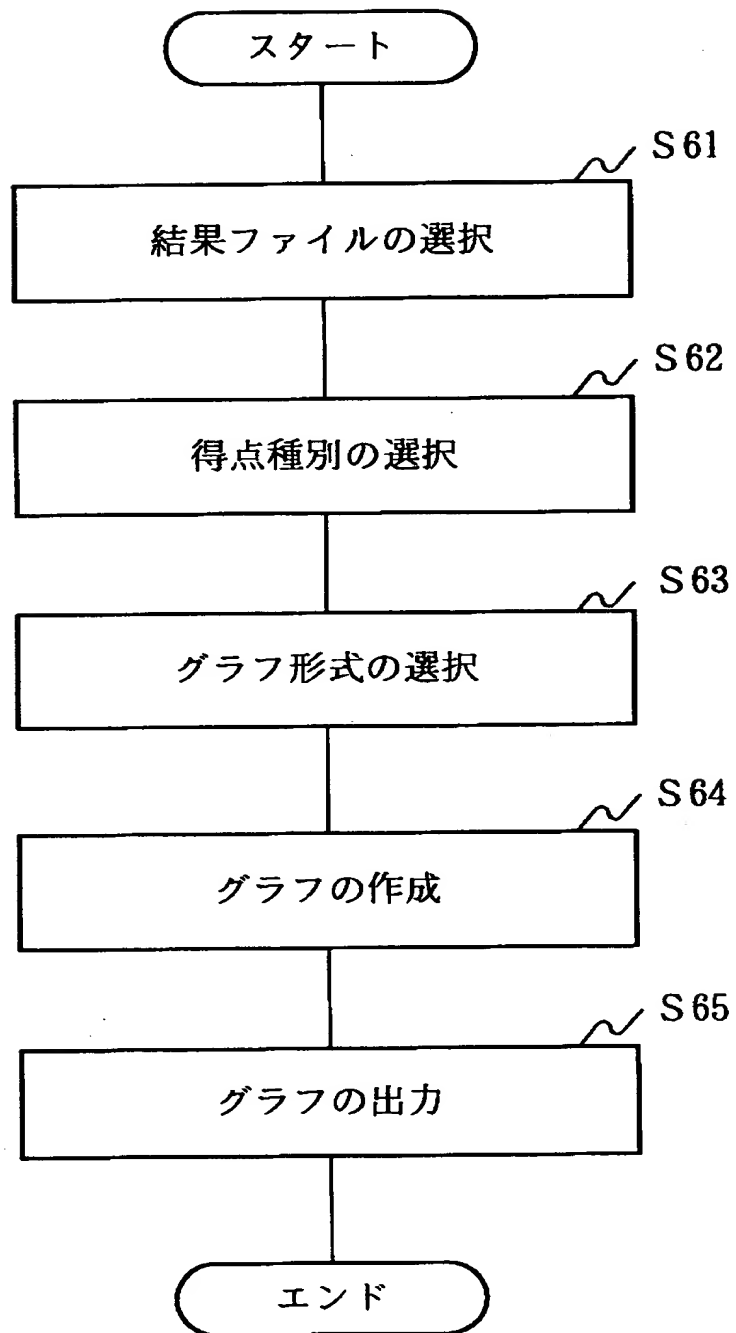 スタート
S61
結果ファイルの選択
S62
得点種別の選択
S63
グラフ形式の選択
S64
グラフの作成
S65
グラフの出力
エンド